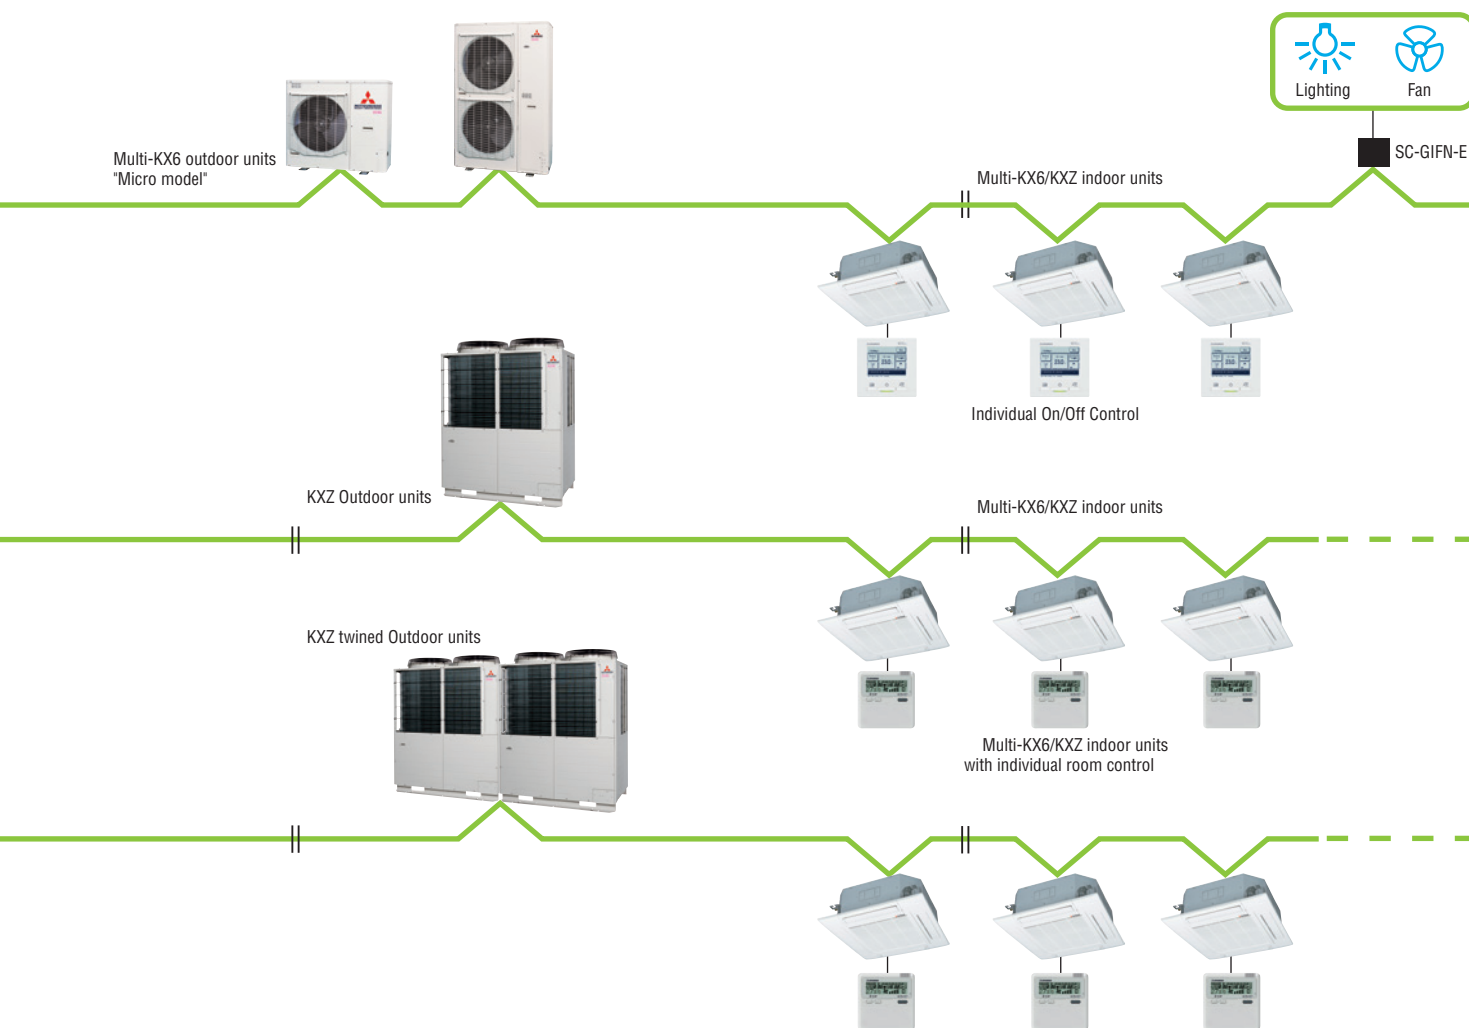 Lighting Fan
Multi-KX6 outdoor units
"Micro model"
SC-GIFN-E
Multi-KX6/KXZ indoor units
Individual On/Off Control
KXZ Outdoor units
Multi-KX6/KXZ indoor units
KXZ twined Outdoor units
Multi-KX6/KXZ indoor units
with individual room control